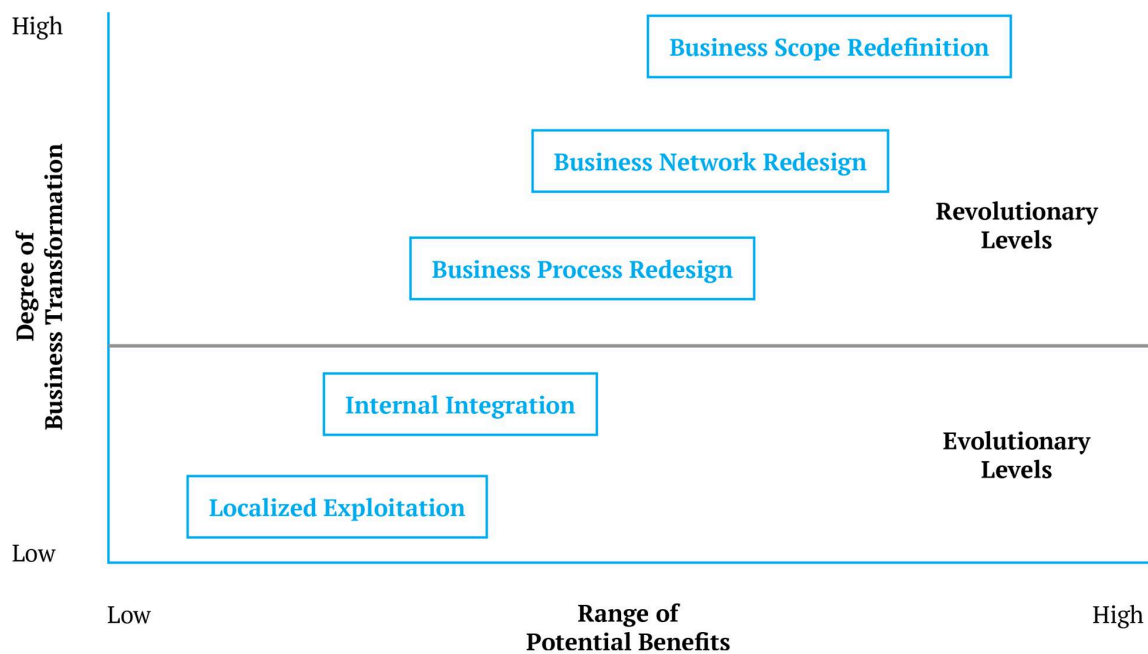 High
Business Scope Redefinition
Business Network Redesign
Revolutionary
Levels
Business Process Redesign
Degree of
Business Transformation
Internal Integration
Evolutionary
Levels
Localized Exploitation
Low
Low
Range of
Potential Benefits
High